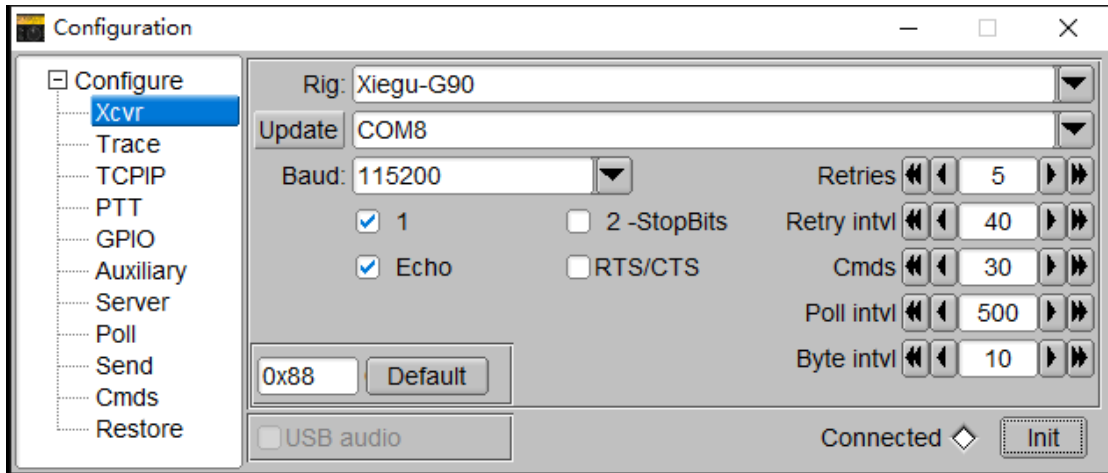 Configuration
Configure
Xcvr
Trace
TCPIP
PTT
GPIO
Auxiliary
Server
Poll
Send
Cmds
Restore
Rig: Xiegu-G90
Update COM8
Baud: 115200 Retries 5
1 2 -StopBits Retry intvl 40
Echo RTS/CTS Cmds 30
Poll intvl 500
0x88 Default Byte intvl 10
USB audio Connected Init